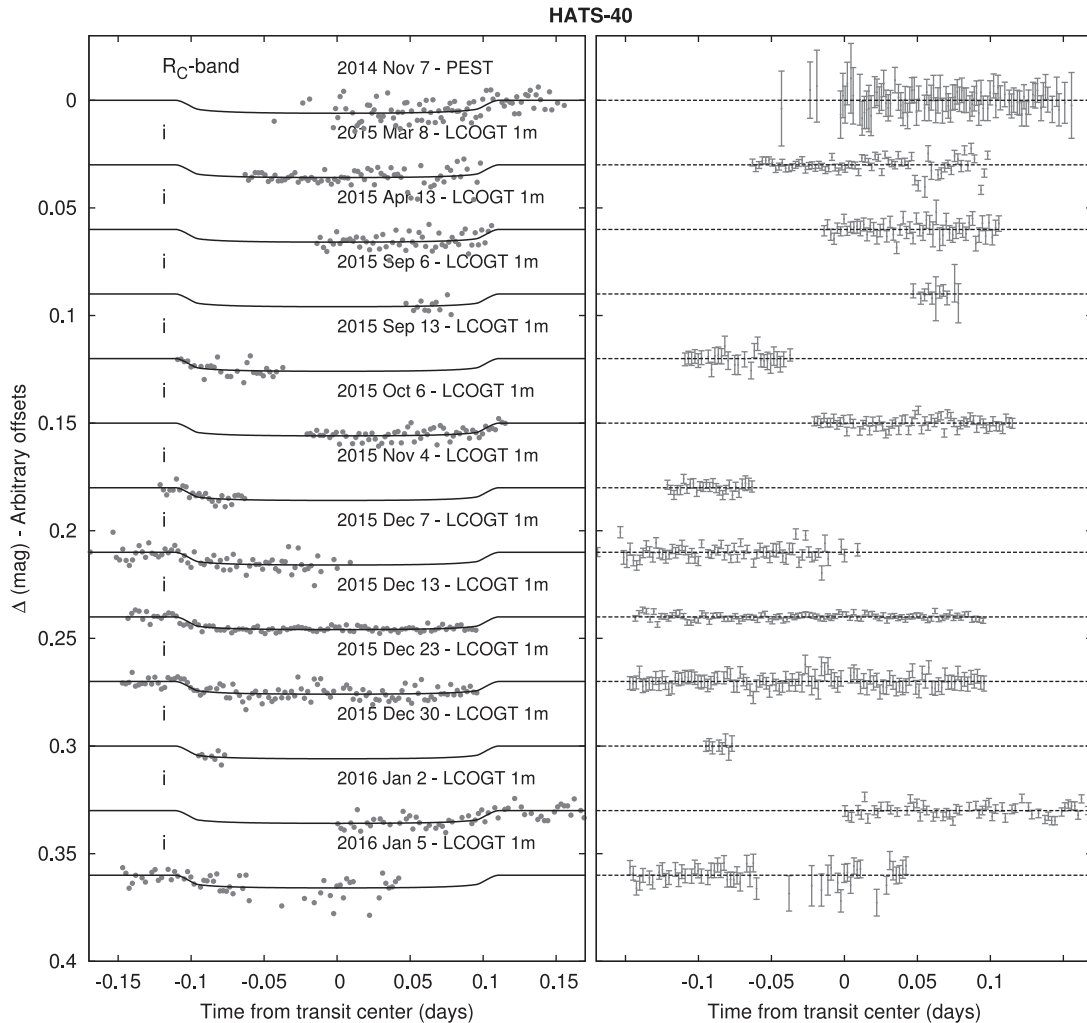 HATS-40
R_C-band
2014 Nov 7 - PEST
0
i
2015 Mar 8 - LCOGT 1m
0.05
i
2015 Apr 13 - LCOGT 1m
i
2015 Sep 6 - LCOGT 1m
0.1
i
2015 Sep 13 - LCOGT 1m
i
2015 Oct 6 - LCOGT 1m
0.15
i
2015 Nov 4 - LCOGT 1m
0.2
i
2015 Dec 7 - LCOGT 1m
i
2015 Dec 13 - LCOGT 1m
0.25
i
2015 Dec 23 - LCOGT 1m
i
2015 Dec 30 - LCOGT 1m
0.3
i
2016 Jan 2 - LCOGT 1m
0.35
i
2016 Jan 5 - LCOGT 1m
0.4
Δ (mag) - Arbitrary offsets
-0.15 -0.1 -0.05 0 0.05 0.1 0.15
Time from transit center (days)
-0.1 -0.05 0 0.05 0.1
Time from transit center (days)